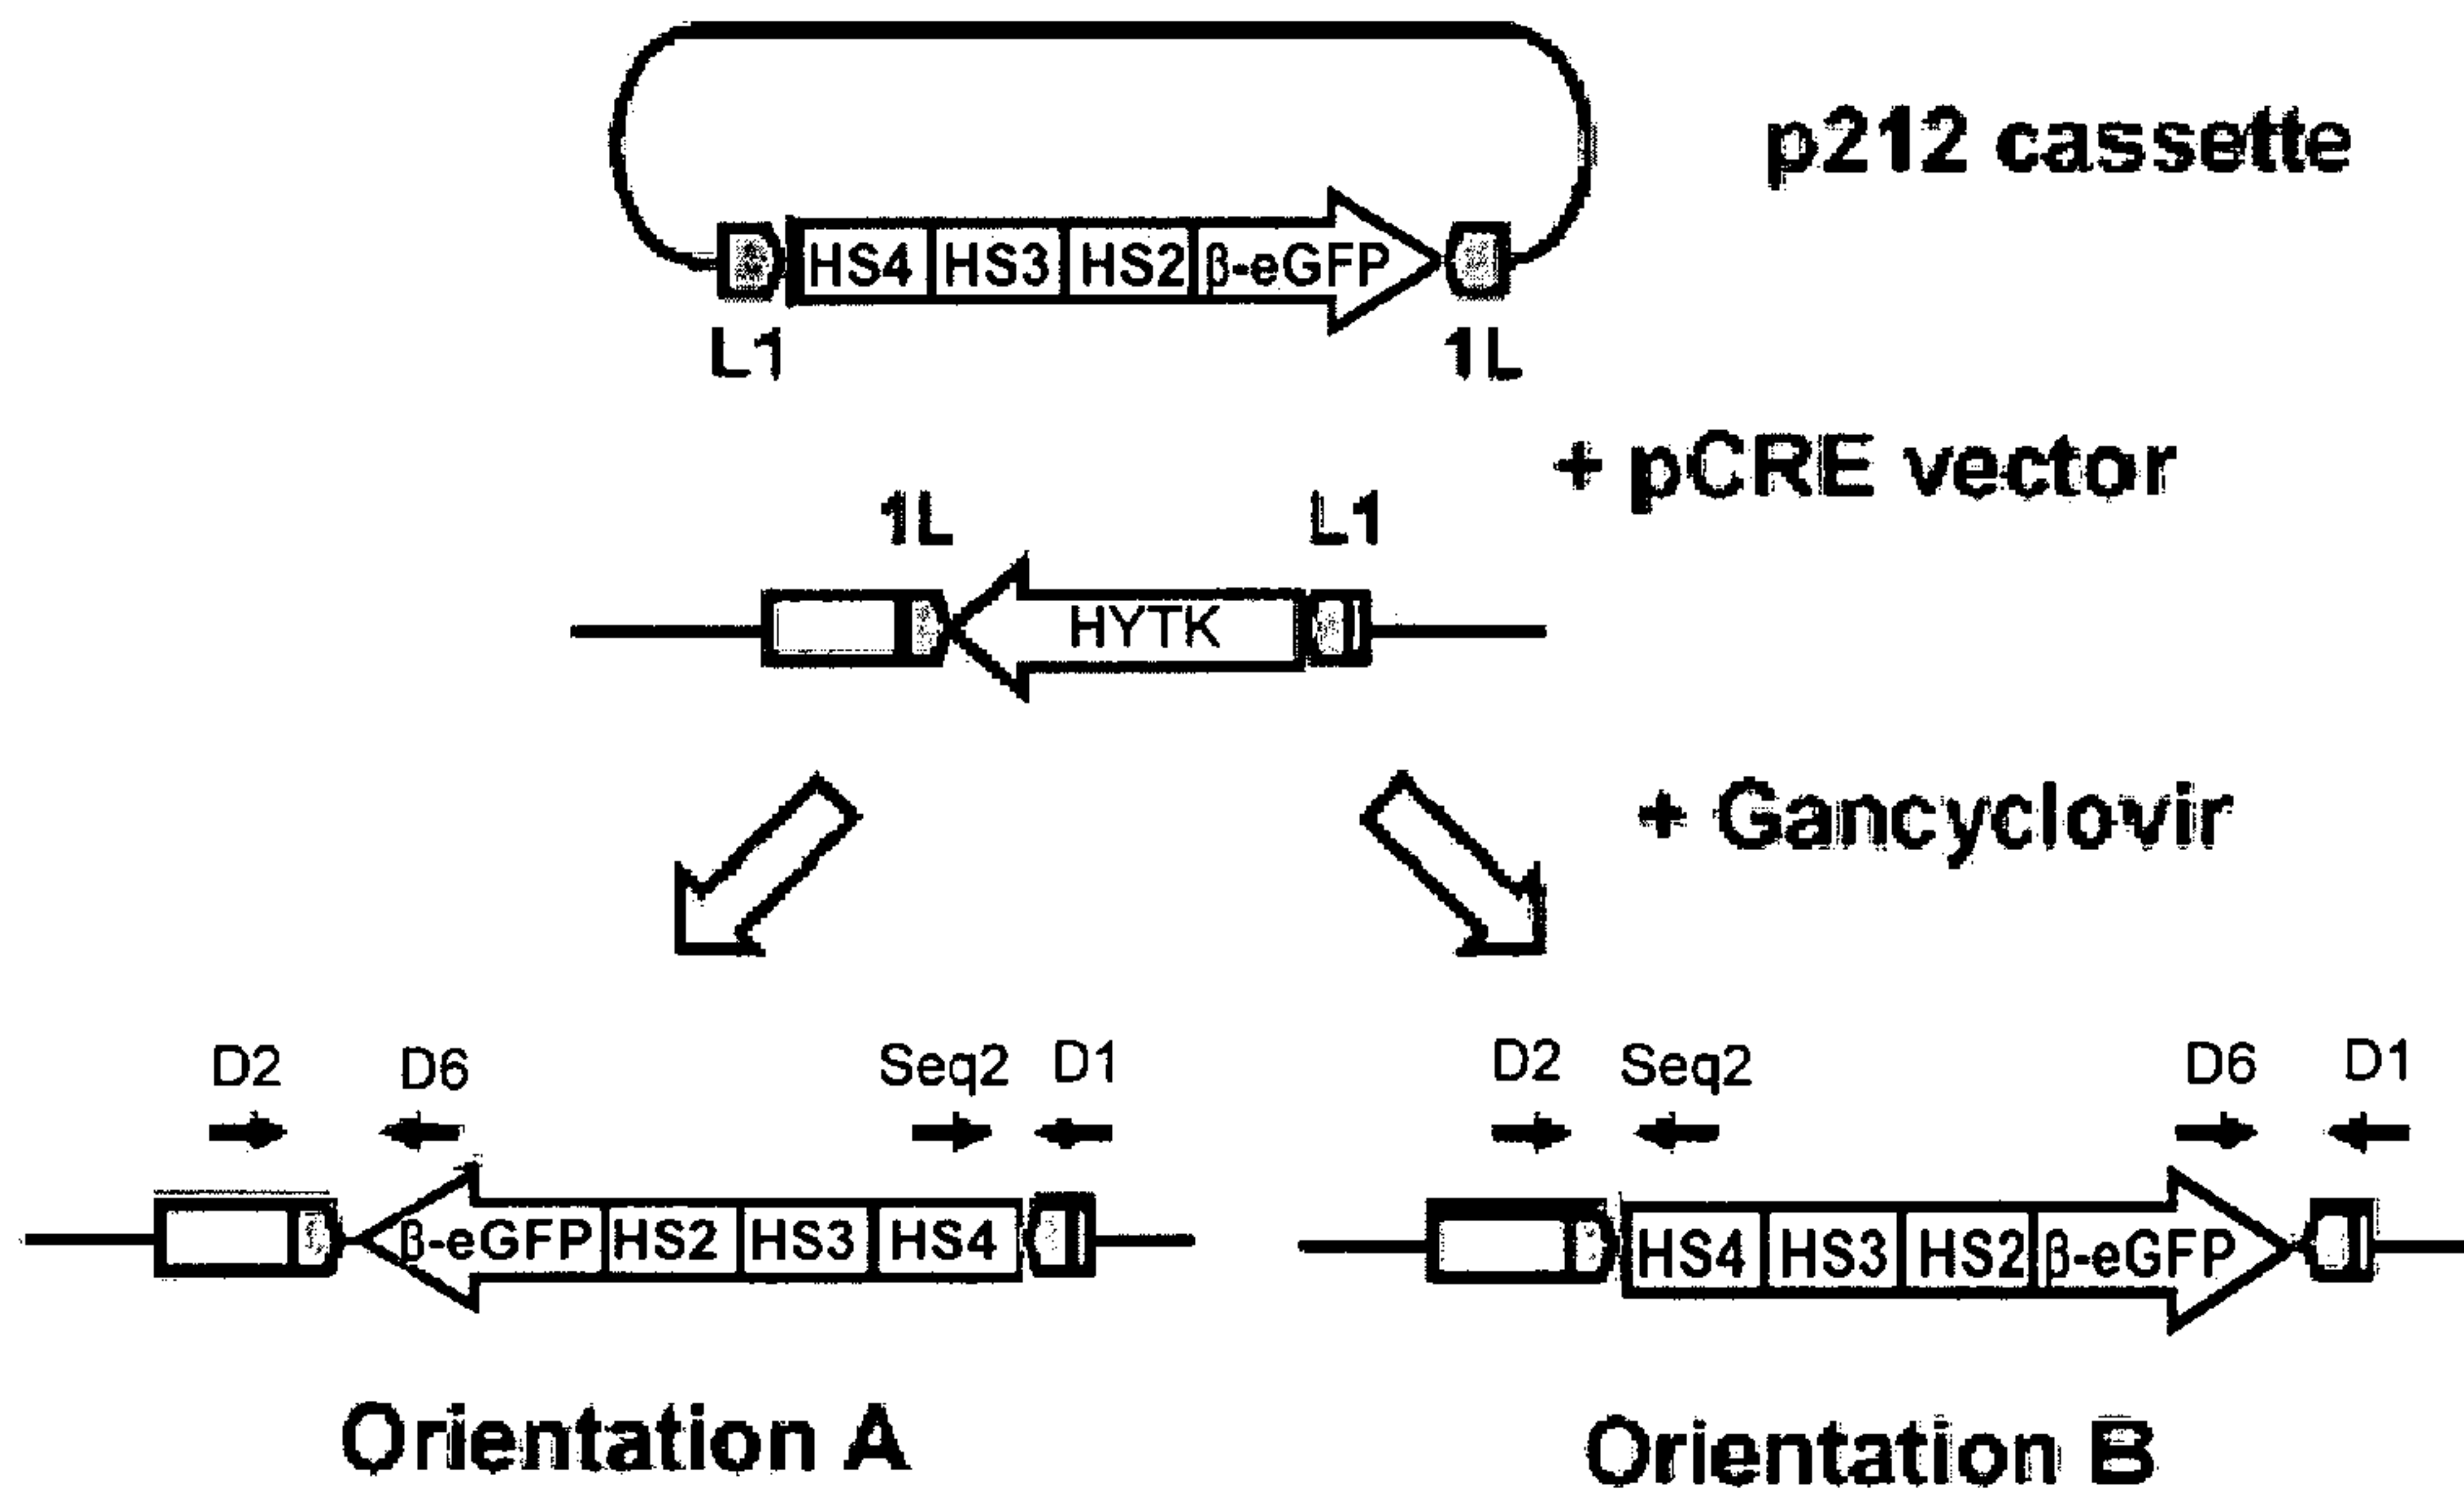 p212 cassette
HS4 HS3 HS2 β-eGFP
L1 1L
+ pCRE vector
1L L1
HYTK
+ Gancyclovir
D2 D6 Seq2 D1 D2 Seq2 D6 D1
β-eGFP HS2 HS3 HS4 HS4 HS3 HS2 β-eGFP
Orientation A Orientation B